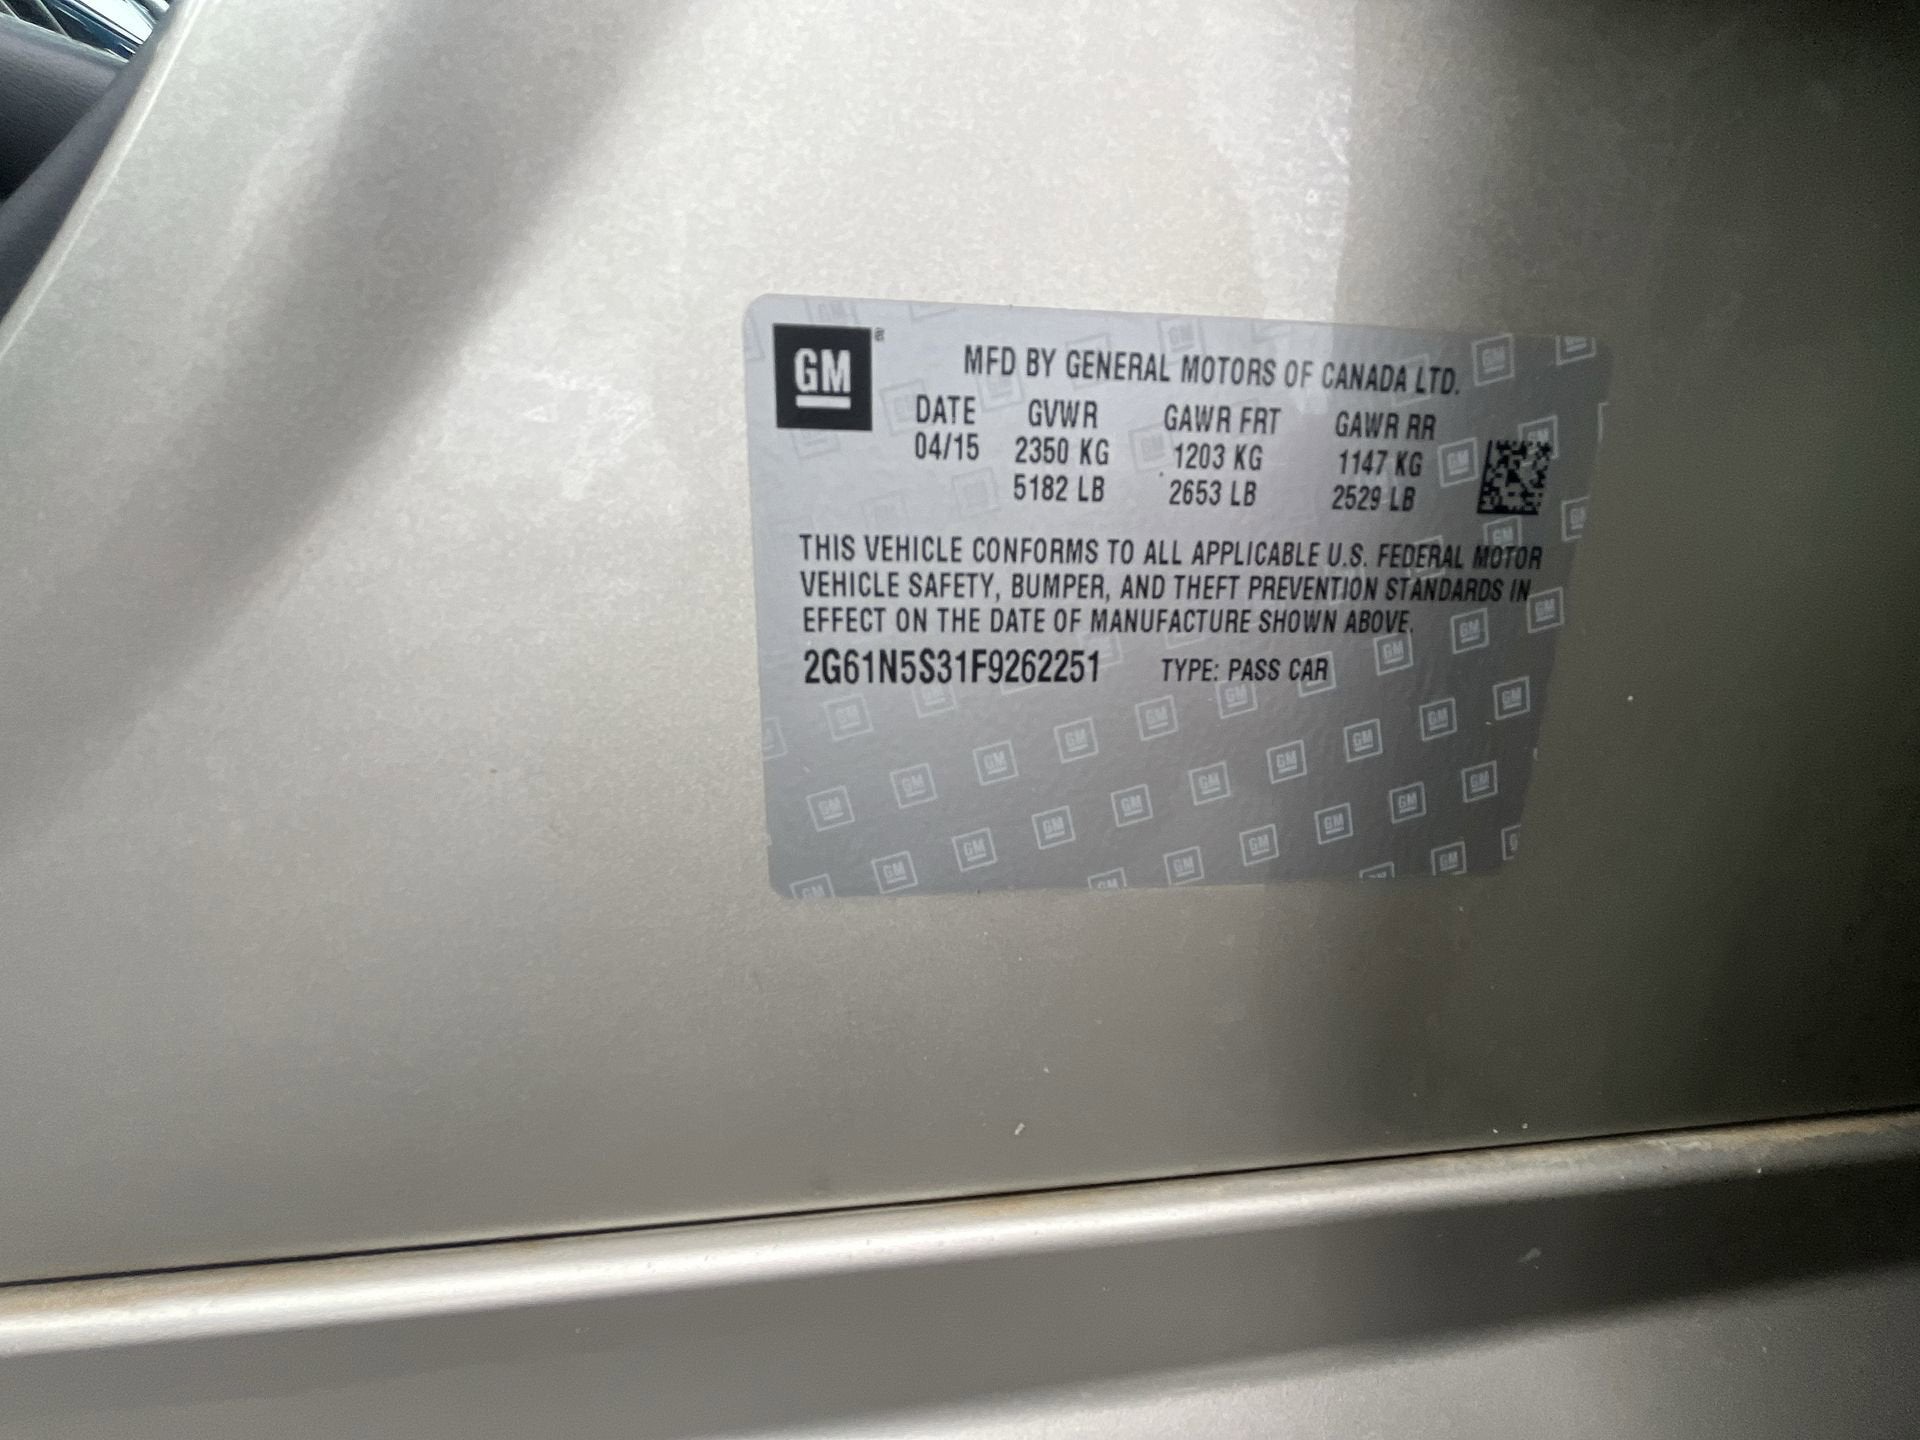 GM®
MFD BY GENERAL MOTORS OF CANADA LTD.
DATE GVWR GAWR FRT GAWR RR
04/15 2350 KG 1203 KG 1147 KG
5182 LB 2653 LB 2529 LB
THIS VEHICLE CONFORMS TO ALL APPLICABLE U.S. FEDERAL MOTOR
VEHICLE SAFETY, BUMPER, AND THEFT PREVENTION STANDARDS IN
EFFECT ON THE DATE OF MANUFACTURE SHOWN ABOVE.
2G61N5S31F9262251 TYPE: PASS CAR